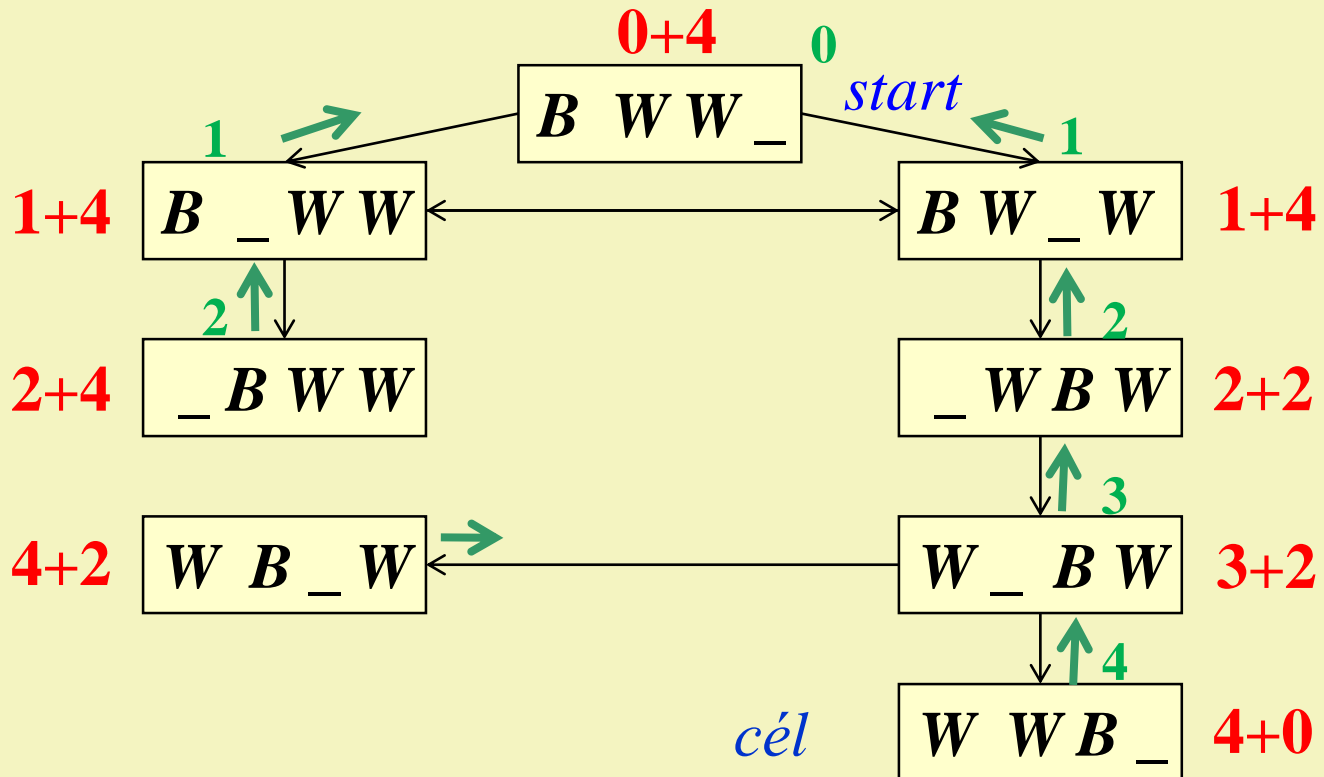 0+4 0
B W W _ start
1 1
1+4 B _ W W B W _ W 1+4
2 2
2+4 _ B W W _ W B W 2+2
3
4+2 W B _ W W _ B W 3+2
4
cél W W B _ 4+0